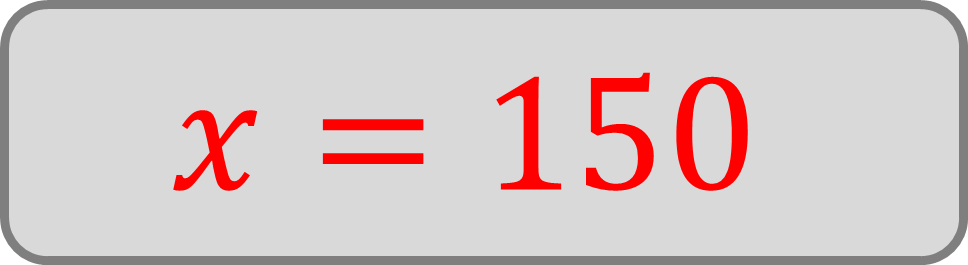 x = 150